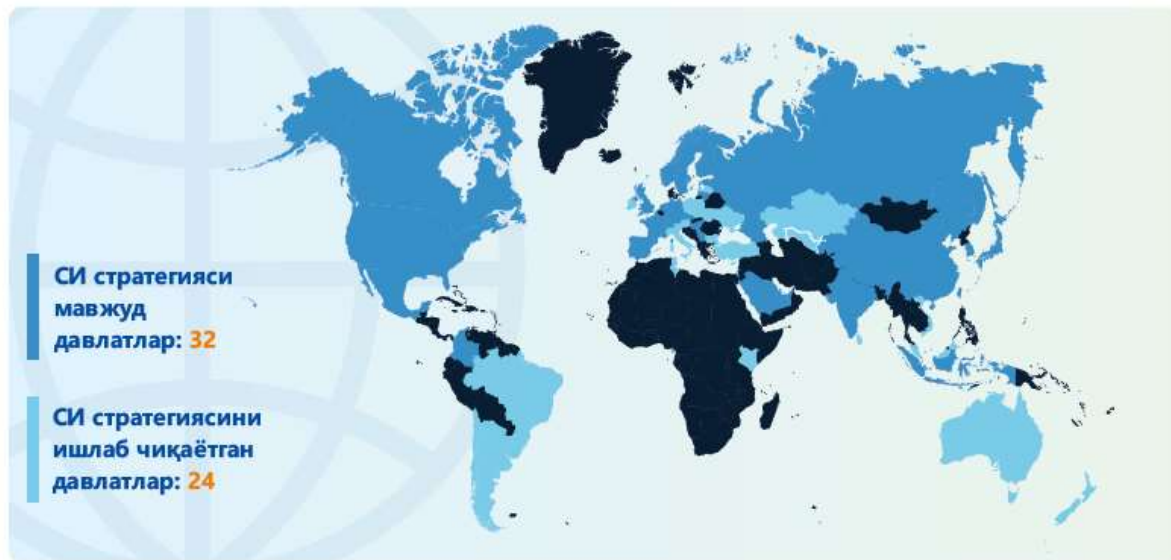 СИ стратегияси
мавжуд
давлатлар: 32
СИ стратегиясини
ишлаб чиқаётган
давлатлар: 24